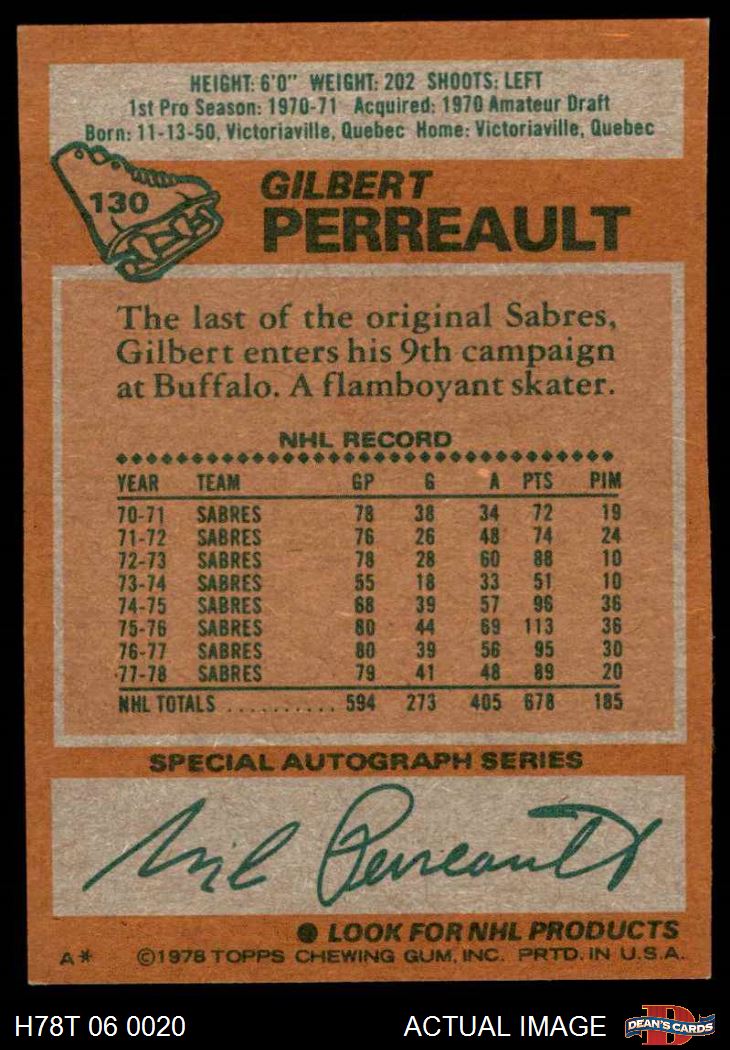 HEIGHT: 6'0" WEIGHT: 202 SHOOTS: LEFT
1st Pro Season: 1970-71 Acquired: 1970 Amateur Draft
Born: 11-13-50, Victoriaville, Quebec Home: Victoriaville, Quebec
130
GILBERT
PERREAULT
The last of the original Sabres,
Gilbert enters his 9th campaign
at Buffalo. A flamboyant skater.
NHL RECORD
YEAR TEAM GP G A PTS PIM
70-71 SABRES 78 38 34 72 19
71-72 SABRES 76 26 48 74 24
72-73 SABRES 78 28 60 88 10
73-74 SABRES 55 18 33 51 10
74-75 SABRES 68 39 57 96 36
75-76 SABRES 80 44 69 113 36
76-77 SABRES 80 39 56 95 30
77-78 SABRES 79 41 48 89 20
NHL TOTALS .......... 594 273 405 678 185
SPECIAL AUTOGRAPH SERIES
Gil Perreault
● LOOK FOR NHL PRODUCTS
A* ©1978 TOPPS CHEWING GUM, INC. PRTD. IN U.S.A.
H78T 06 0020 ACTUAL IMAGE D DEAN'S CARDS